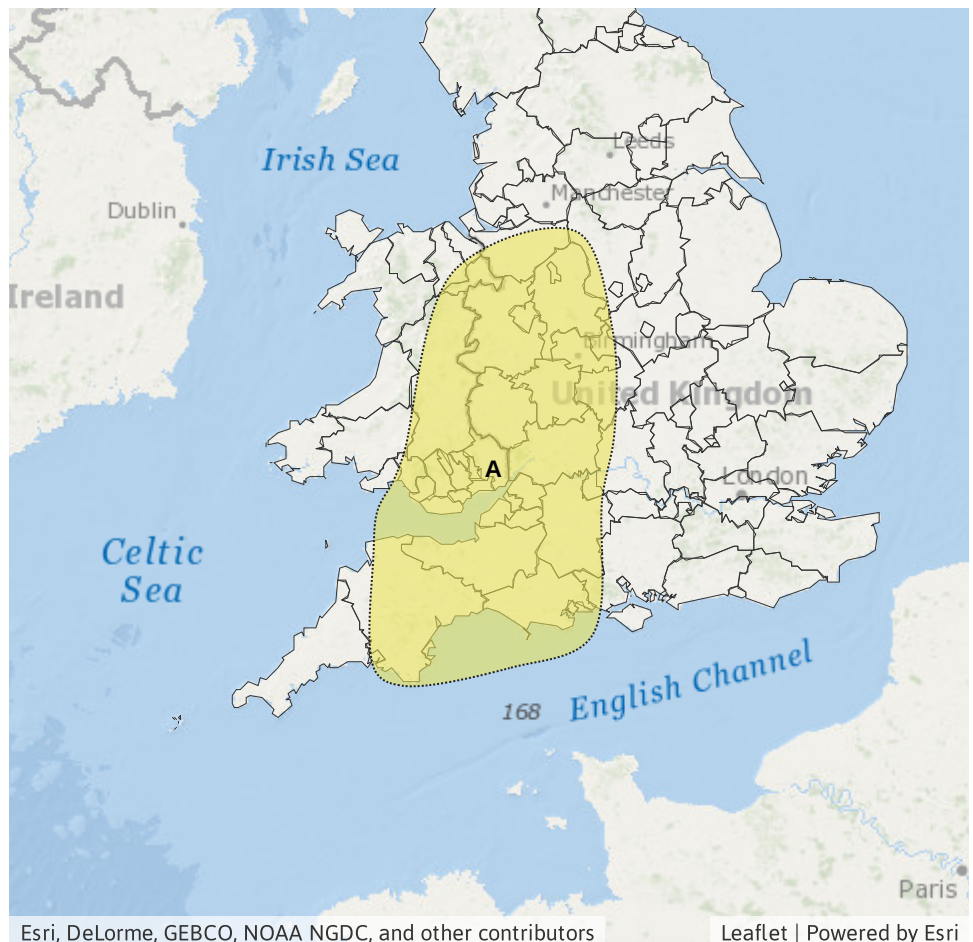 Leeds
Irish Sea
Manchester
Dublin
Ireland
Birmingham
United Kingdom
A
London
Celtic
Sea
English Channel
168
Paris
Esri, DeLorme, GEBCO, NOAA NGDC, and other contributors
Leaflet | Powered by Esri